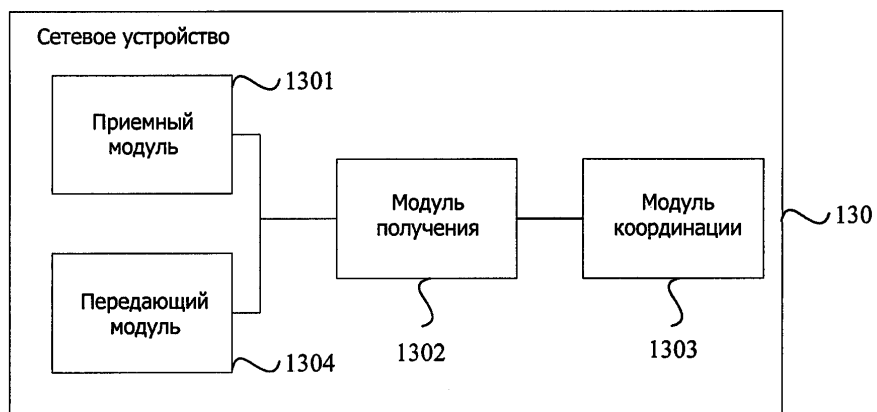 Сетевое устройство
1301
Приемный
модуль
Модуль
получения
Модуль
координации
130
Передающий
модуль
1302
1303
1304